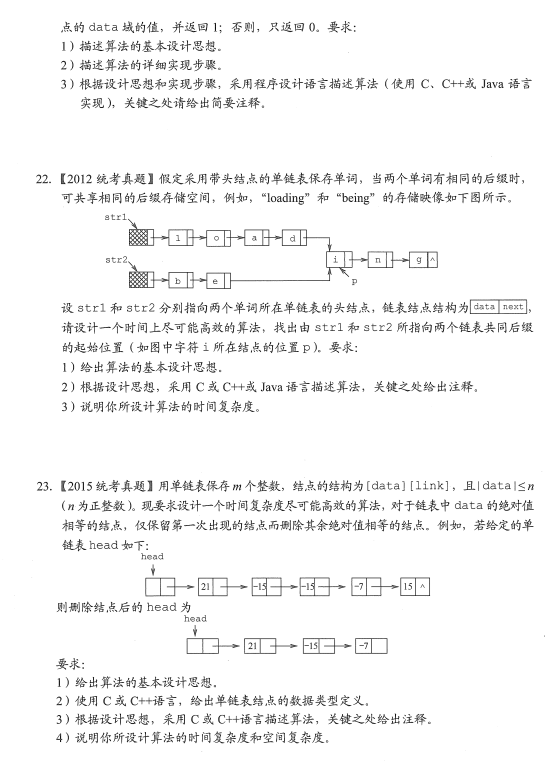 点的 data 域的值，并返回 1；否则，只返回 0。要求：
1）描述算法的基本设计思想。
2）描述算法的详细实现步骤。
3）根据设计思想和实现步骤，采用程序设计语言描述算法（使用 C、C++或 Java 语言
实现），关键之处请给出简要注释。
22.【2012 统考真题】假定采用带头结点的单链表保存单词，当两个单词有相同的后缀时，
可共享相同的后缀存储空间，例如，“loading”和“being”的存储映像如下图所示。
str1
l o a d
i n g ^
str2
b e
p
设 str1 和 str2 分别指向两个单词所在单链表的头结点，链表结点结构为 data next，
请设计一个时间上尽可能高效的算法，找出由 str1 和 str2 所指向两个链表共同后缀
的起始位置（如图中字符 i 所在结点的位置 p）。要求：
1）给出算法的基本设计思想。
2）根据设计思想，采用 C 或 C++或 Java 语言描述算法，关键之处给出注释。
3）说明你所设计算法的时间复杂度。
23.【2015 统考真题】用单链表保存 m 个整数，结点的结构为[data][link]，且|data|≤n
（n 为正整数）。现要求设计一个时间复杂度尽可能高效的算法，对于链表中 data 的绝对值
相等的结点，仅保留第一次出现的结点而删除其余绝对值相等的结点。例如，若给定的单
链表 head 如下：
head
21 -15 -15 -7 15 ^
则删除结点后的 head 为
head
21 -15 -7
要求：
1）给出算法的基本设计思想。
2）使用 C 或 C++语言，给出单链表结点的数据类型定义。
3）根据设计思想，采用 C 或 C++语言描述算法，关键之处给出注释。
4）说明你所设计算法的时间复杂度和空间复杂度。